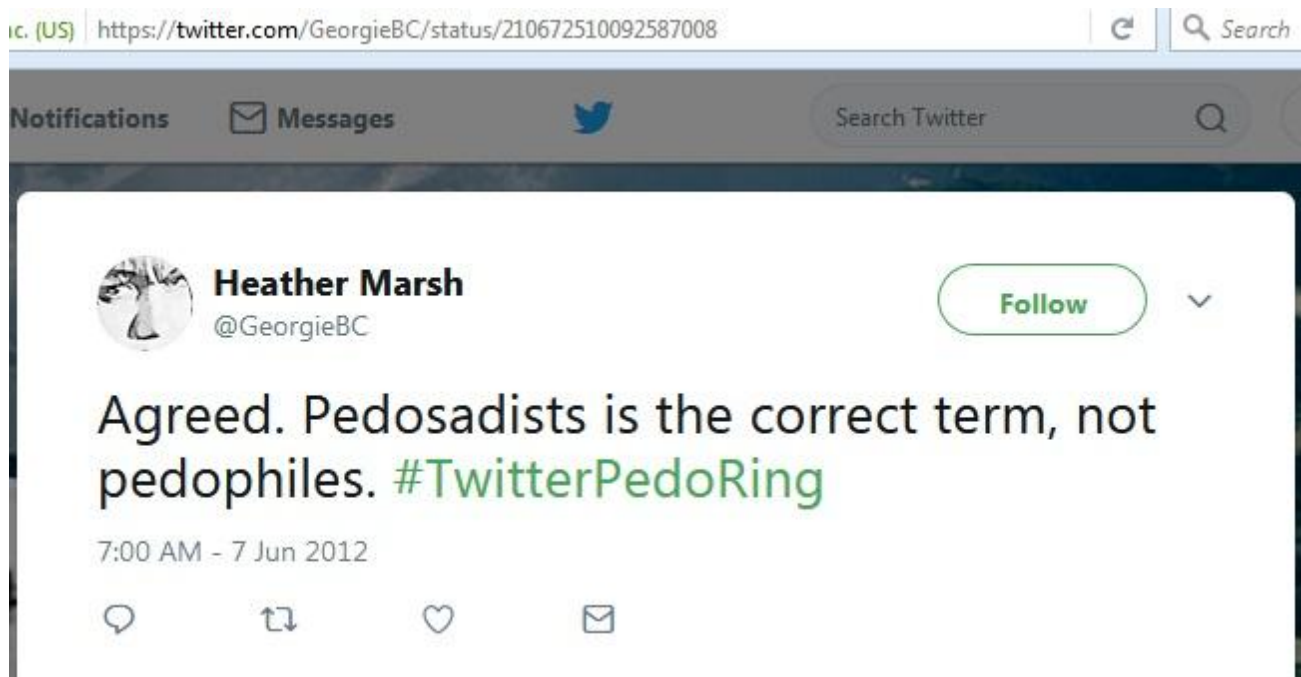 c. (US) https://twitter.com/GeorgieBC/status/210672510092587008 Search
Notifications Messages Search Twitter
Heather Marsh
@GeorgieBC
Follow
Agreed. Pedosadists is the correct term, not
pedophiles. #TwitterPedoRing
7:00 AM - 7 Jun 2012